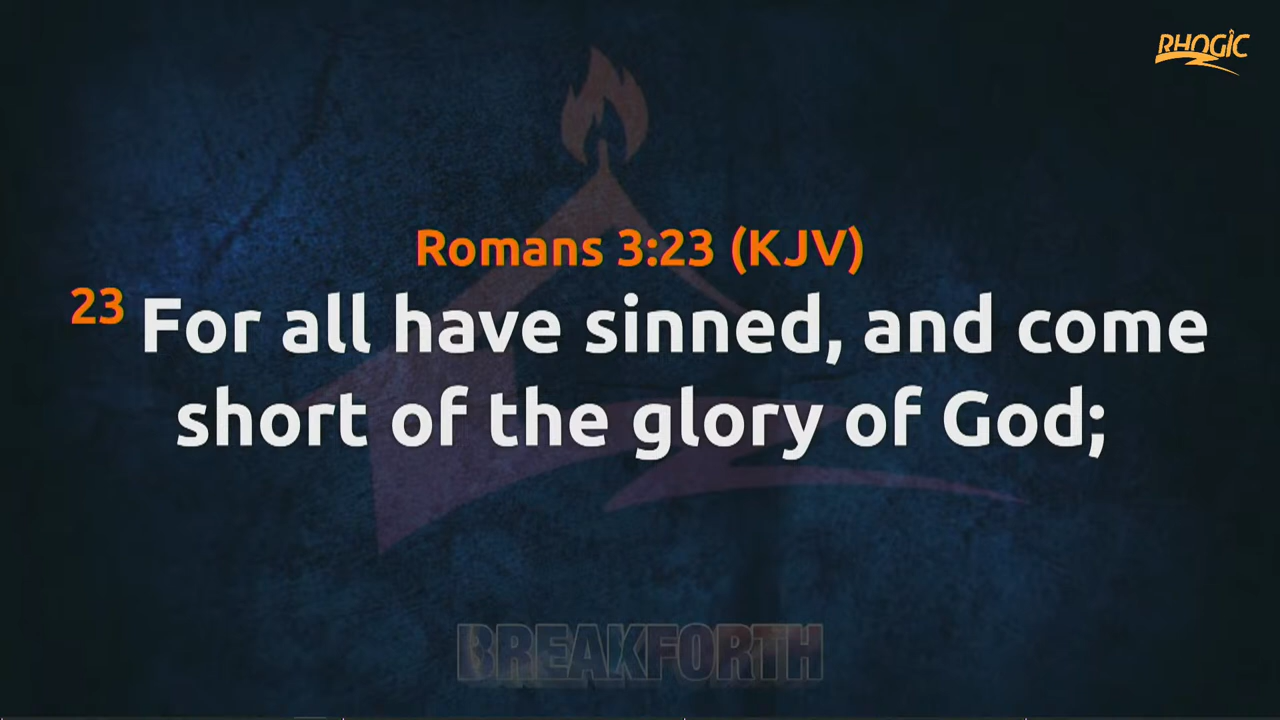 RHOGIC
Romans 3:23 (KJV)
23 For all have sinned, and come
short of the glory of God;
BREAKFORTH